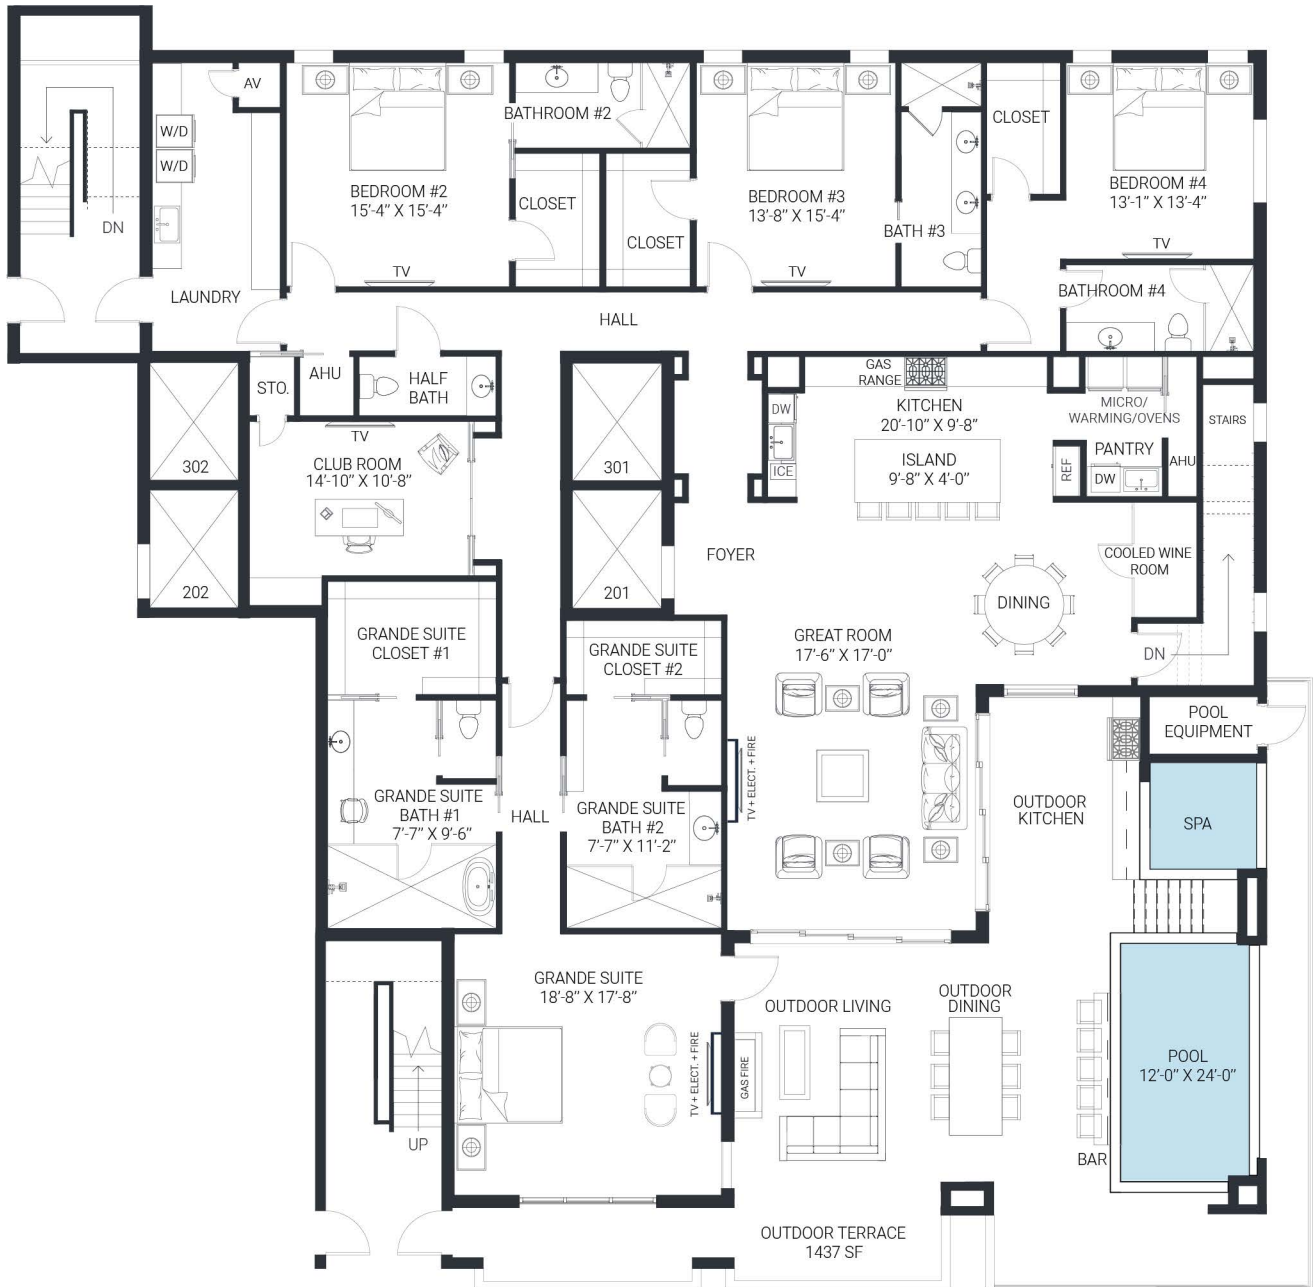 AV
W/D
W/D
DN
LAUNDRY
BEDROOM #2
15'-4" X 15'-4"
TV
BATHROOM #2
CLOSET
CLOSET
BEDROOM #3
13'-8" X 15'-4"
TV
BATH #3
CLOSET
BEDROOM #4
13'-1" X 13'-4"
TV
BATHROOM #4
HALL
STO.
AHU
HALF
BATH
302
202
TV
CLUB ROOM
14'-10" X 10'-8"
301
201
GAS
RANGE
KITCHEN
20'-10" X 9'-8"
DW
ICE
ISLAND
9'-8" X 4'-0"
REF
MICRO/
WARMING/OVENS
PANTRY
DW
AHU
STAIRS
FOYER
COOLED WINE
ROOM
DINING
DN
GREAT ROOM
17'-6" X 17'-0"
TV + ELECT. + FIRE
GRANDE SUITE
CLOSET #1
GRANDE SUITE
CLOSET #2
GRANDE SUITE
BATH #1
7'-7" X 9'-6"
HALL
GRANDE SUITE
BATH #2
7'-7" X 11'-2"
POOL
EQUIPMENT
OUTDOOR
KITCHEN
SPA
GRANDE SUITE
18'-8" X 17'-8"
TV + ELECT. + FIRE
GAS FIRE
OUTDOOR LIVING
OUTDOOR
DINING
POOL
12'-0" X 24'-0"
BAR
UP
OUTDOOR TERRACE
1437 SF